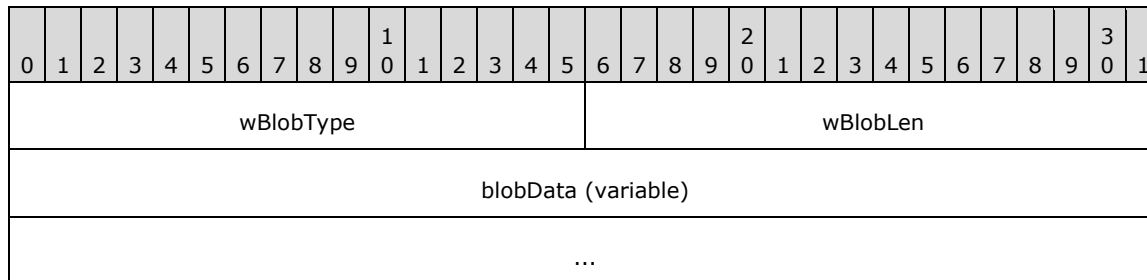 1 2 3
0 1 2 3 4 5 6 7 8 9 0 1 2 3 4 5 6 7 8 9 0 1 2 3 4 5 6 7 8 9 0 1
wBlobType wBlobLen
blobData (variable)
...